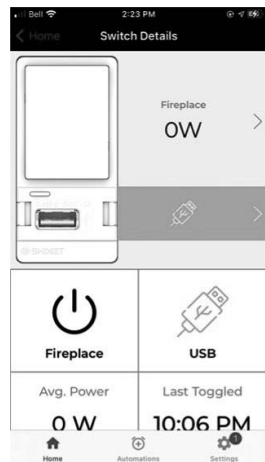 Bell 2:23 PM
Home Switch Details
Fireplace
0W
Fireplace USB
Avg. Power Last Toggled
0 W 10:06 PM
1
Home Automations Settings